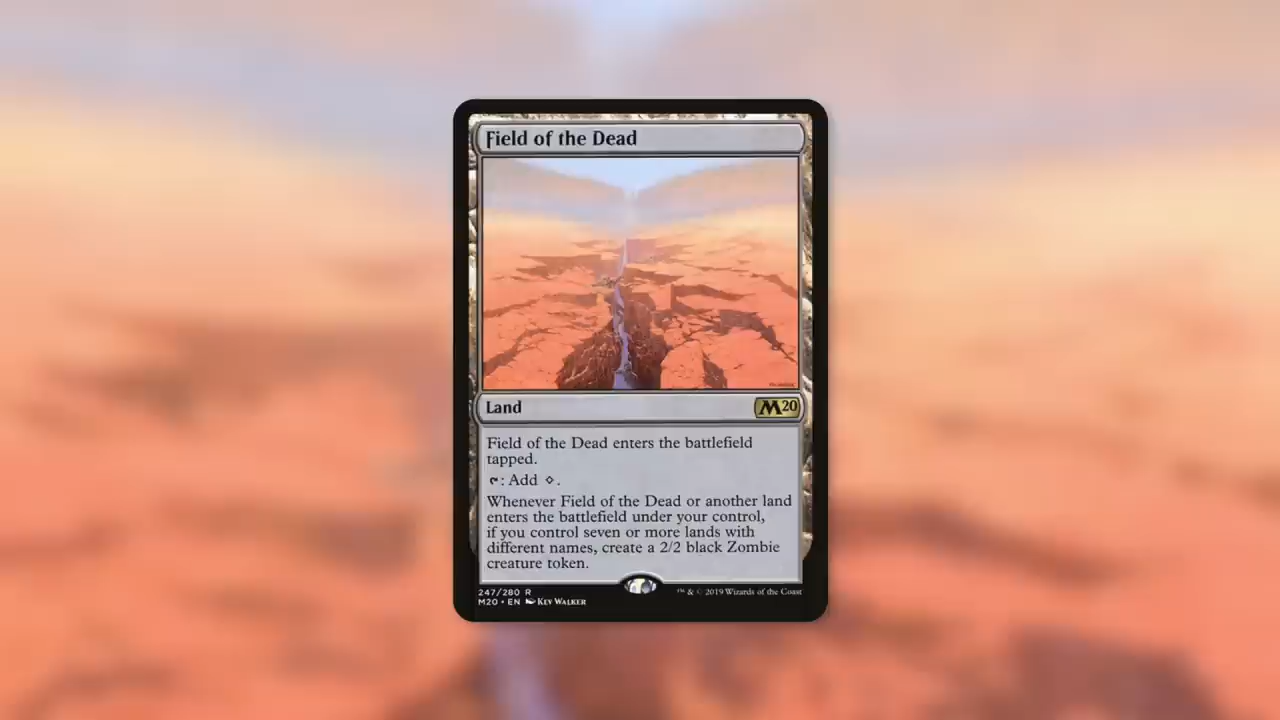 Field of the Dead
Land
M20
Field of the Dead enters the battlefield
tapped.
: Add .
Whenever Field of the Dead or another land
enters the battlefield under your control,
if you control seven or more lands with
different names, create a 2/2 black Zombie
creature token.
247/280 R
M20 • EN Kev Walker
™ & © 2019 Wizards of the Coast